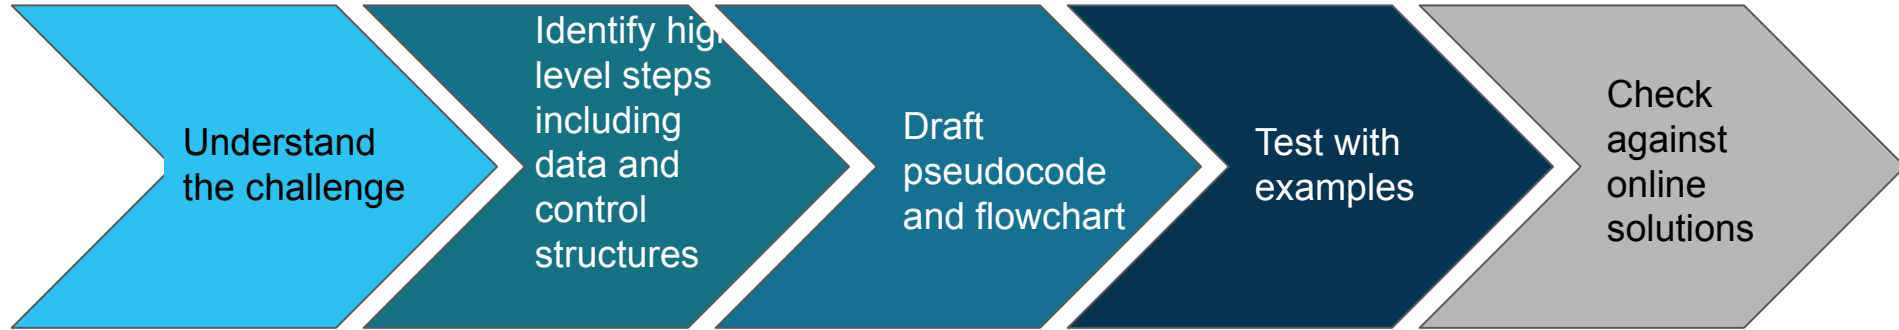 Understand
the challenge
Identify high
level steps
including
data and
control
structures
Draft
pseudocode
and flowchart
Test with
examples
Check
against
online
solutions